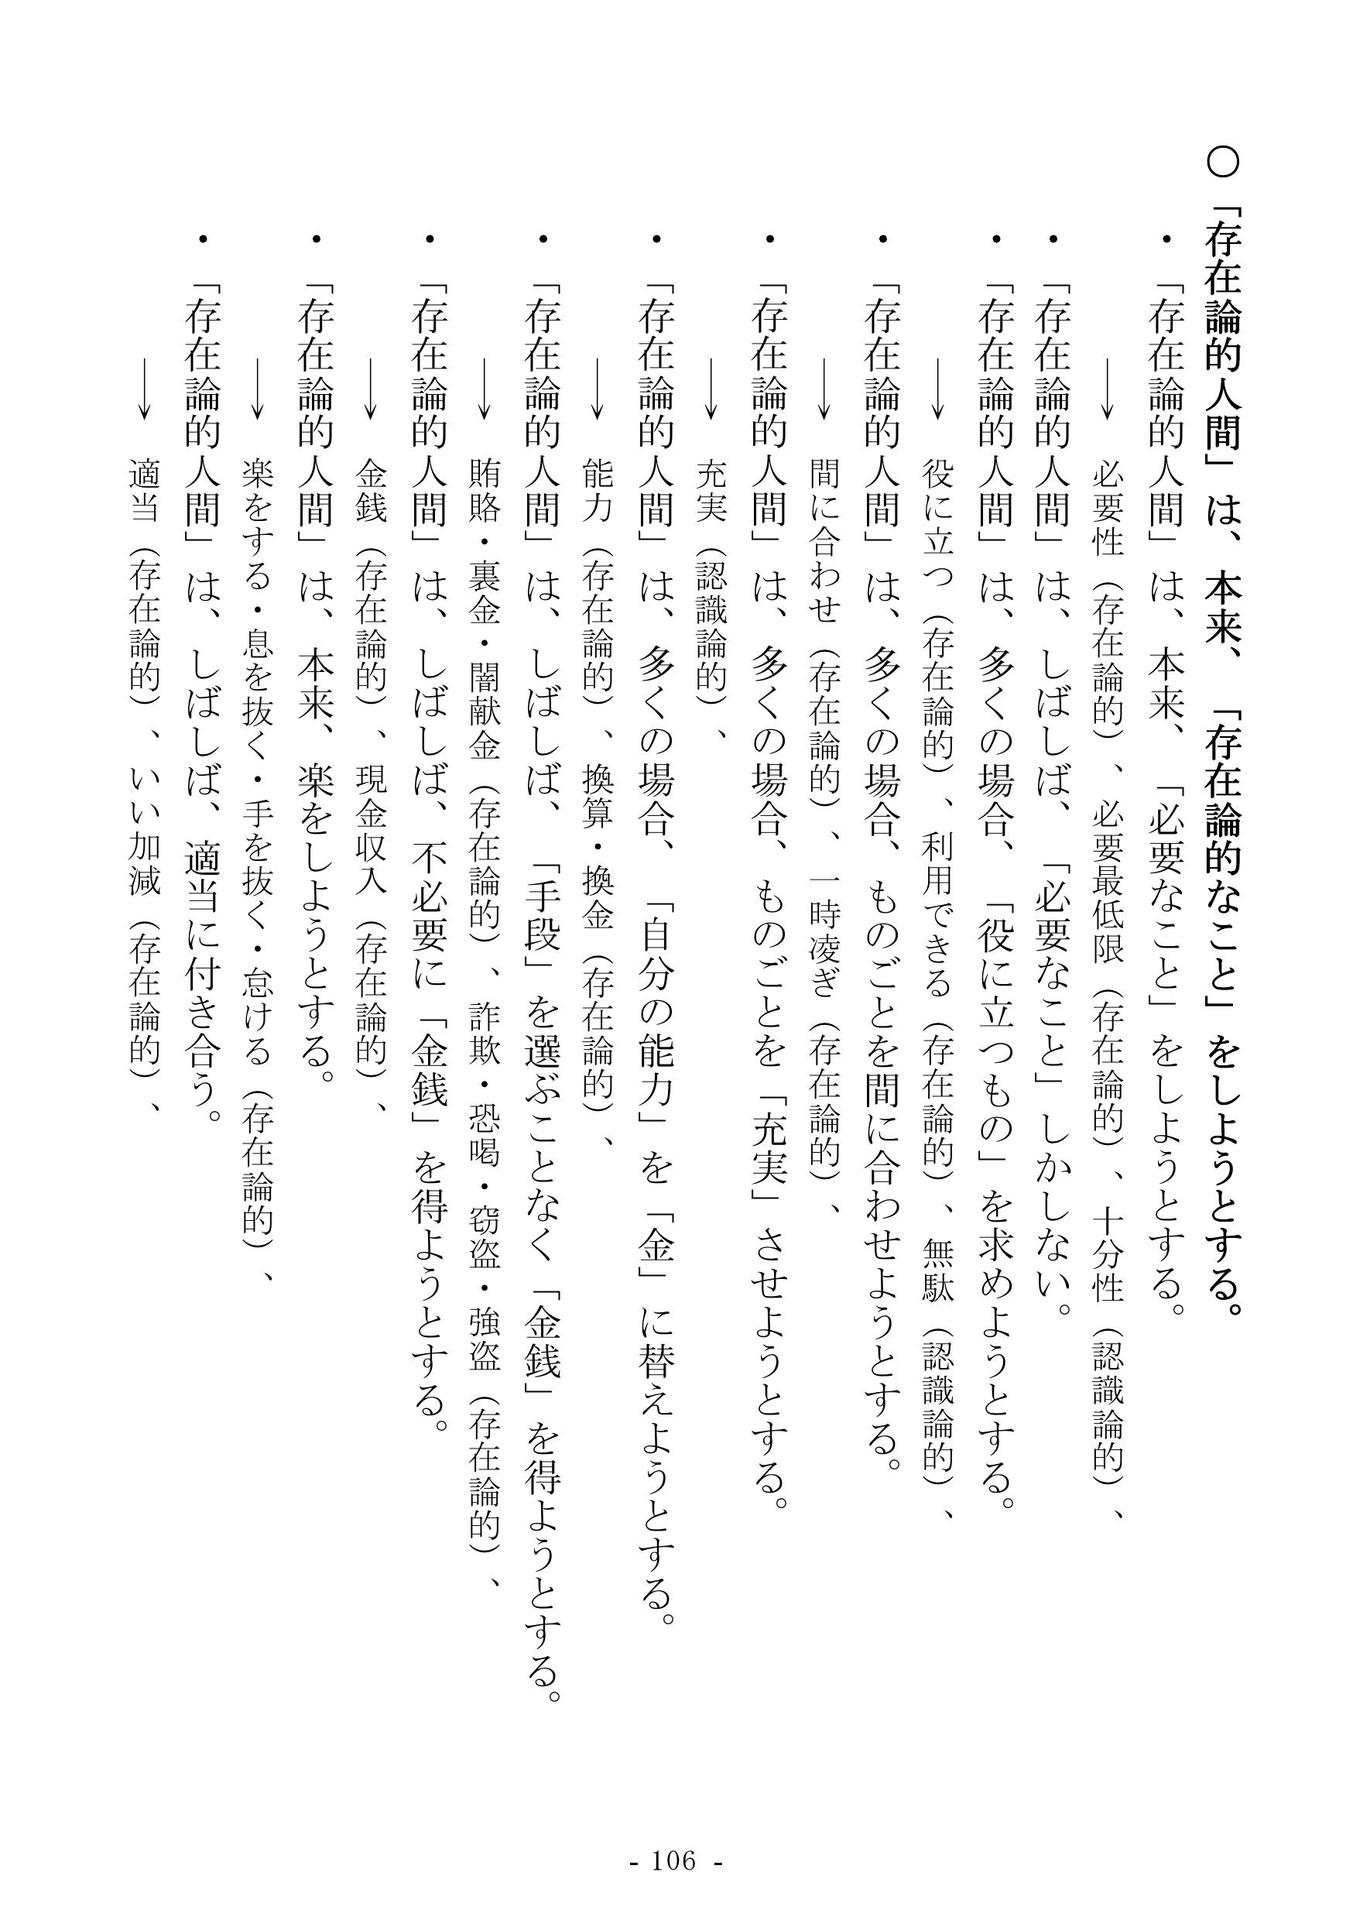 ○「存在論的人間」は、本来、「存在論的なこと」をしようとする。
・「存在論的人間」は、本来、「必要なこと」をしようとする。
→ 必要性（存在論的）、必要最低限（存在論的）、十分性（認識論的）、
・「存在論的人間」は、しばしば、「必要なこと」しかしない。
・「存在論的人間」は、多くの場合、「役に立つもの」を求めようとする。
→ 役に立つ（存在論的）、利用できる（存在論的）、無駄（認識論的）、
・「存在論的人間」は、多くの場合、ものごとを間に合わせようとする。
→ 間に合わせ（存在論的）、一時凌ぎ（存在論的）、
・「存在論的人間」は、多くの場合、ものごとを「充実」させようとする。
→ 充実（認識論的）、
・「存在論的人間」は、多くの場合、「自分の能力」を「金」に替えようとする。
→ 能力（存在論的）、換算・換金（存在論的）、
・「存在論的人間」は、しばしば、「手段」を選ぶことなく「金銭」を得ようとする。
→ 賄賂・裏金・闇献金（存在論的）、詐欺・恐喝・窃盗・強盗（存在論的）、
・「存在論的人間」は、しばしば、不必要に「金銭」を得ようとする。
→ 金銭（存在論的）、現金収入（存在論的）、
・「存在論的人間」は、本来、楽をしようとする。
→ 楽をする・息を抜く・手を抜く・怠ける（存在論的）、
・「存在論的人間」は、しばしば、適当に付き合う。
→ 適当（存在論的）、いい加減（存在論的）、
- 106 -